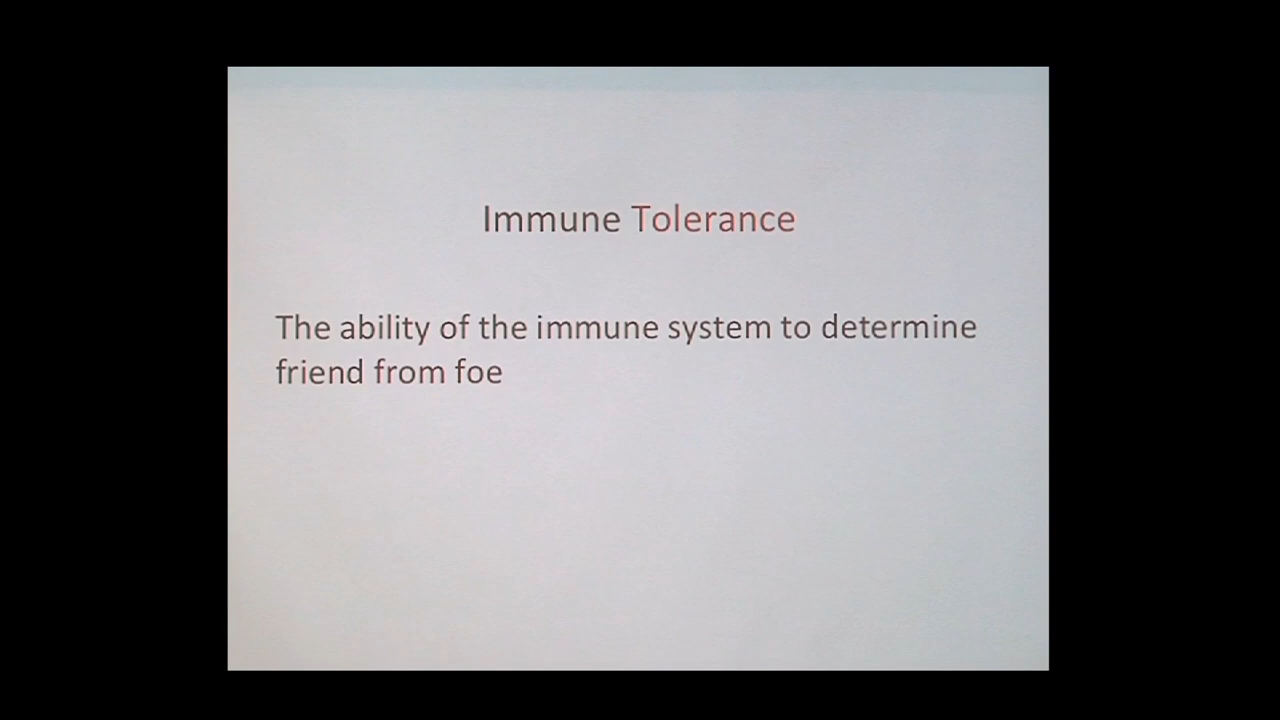 Immune Tolerance
The ability of the immune system to determine
friend from foe